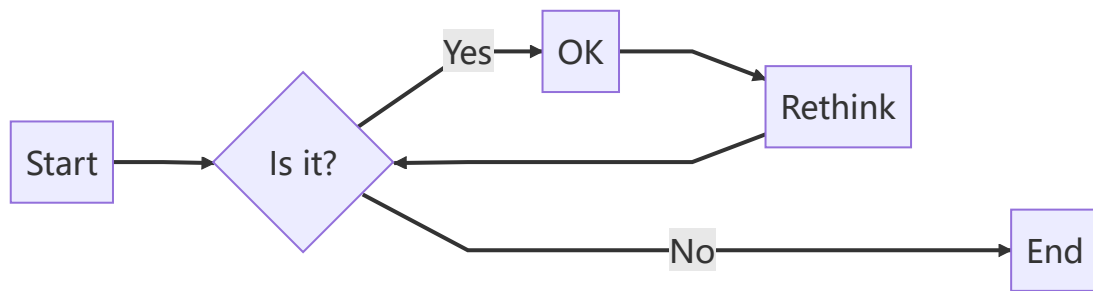 Start
Is it?
Yes
OK
Rethink
No
End